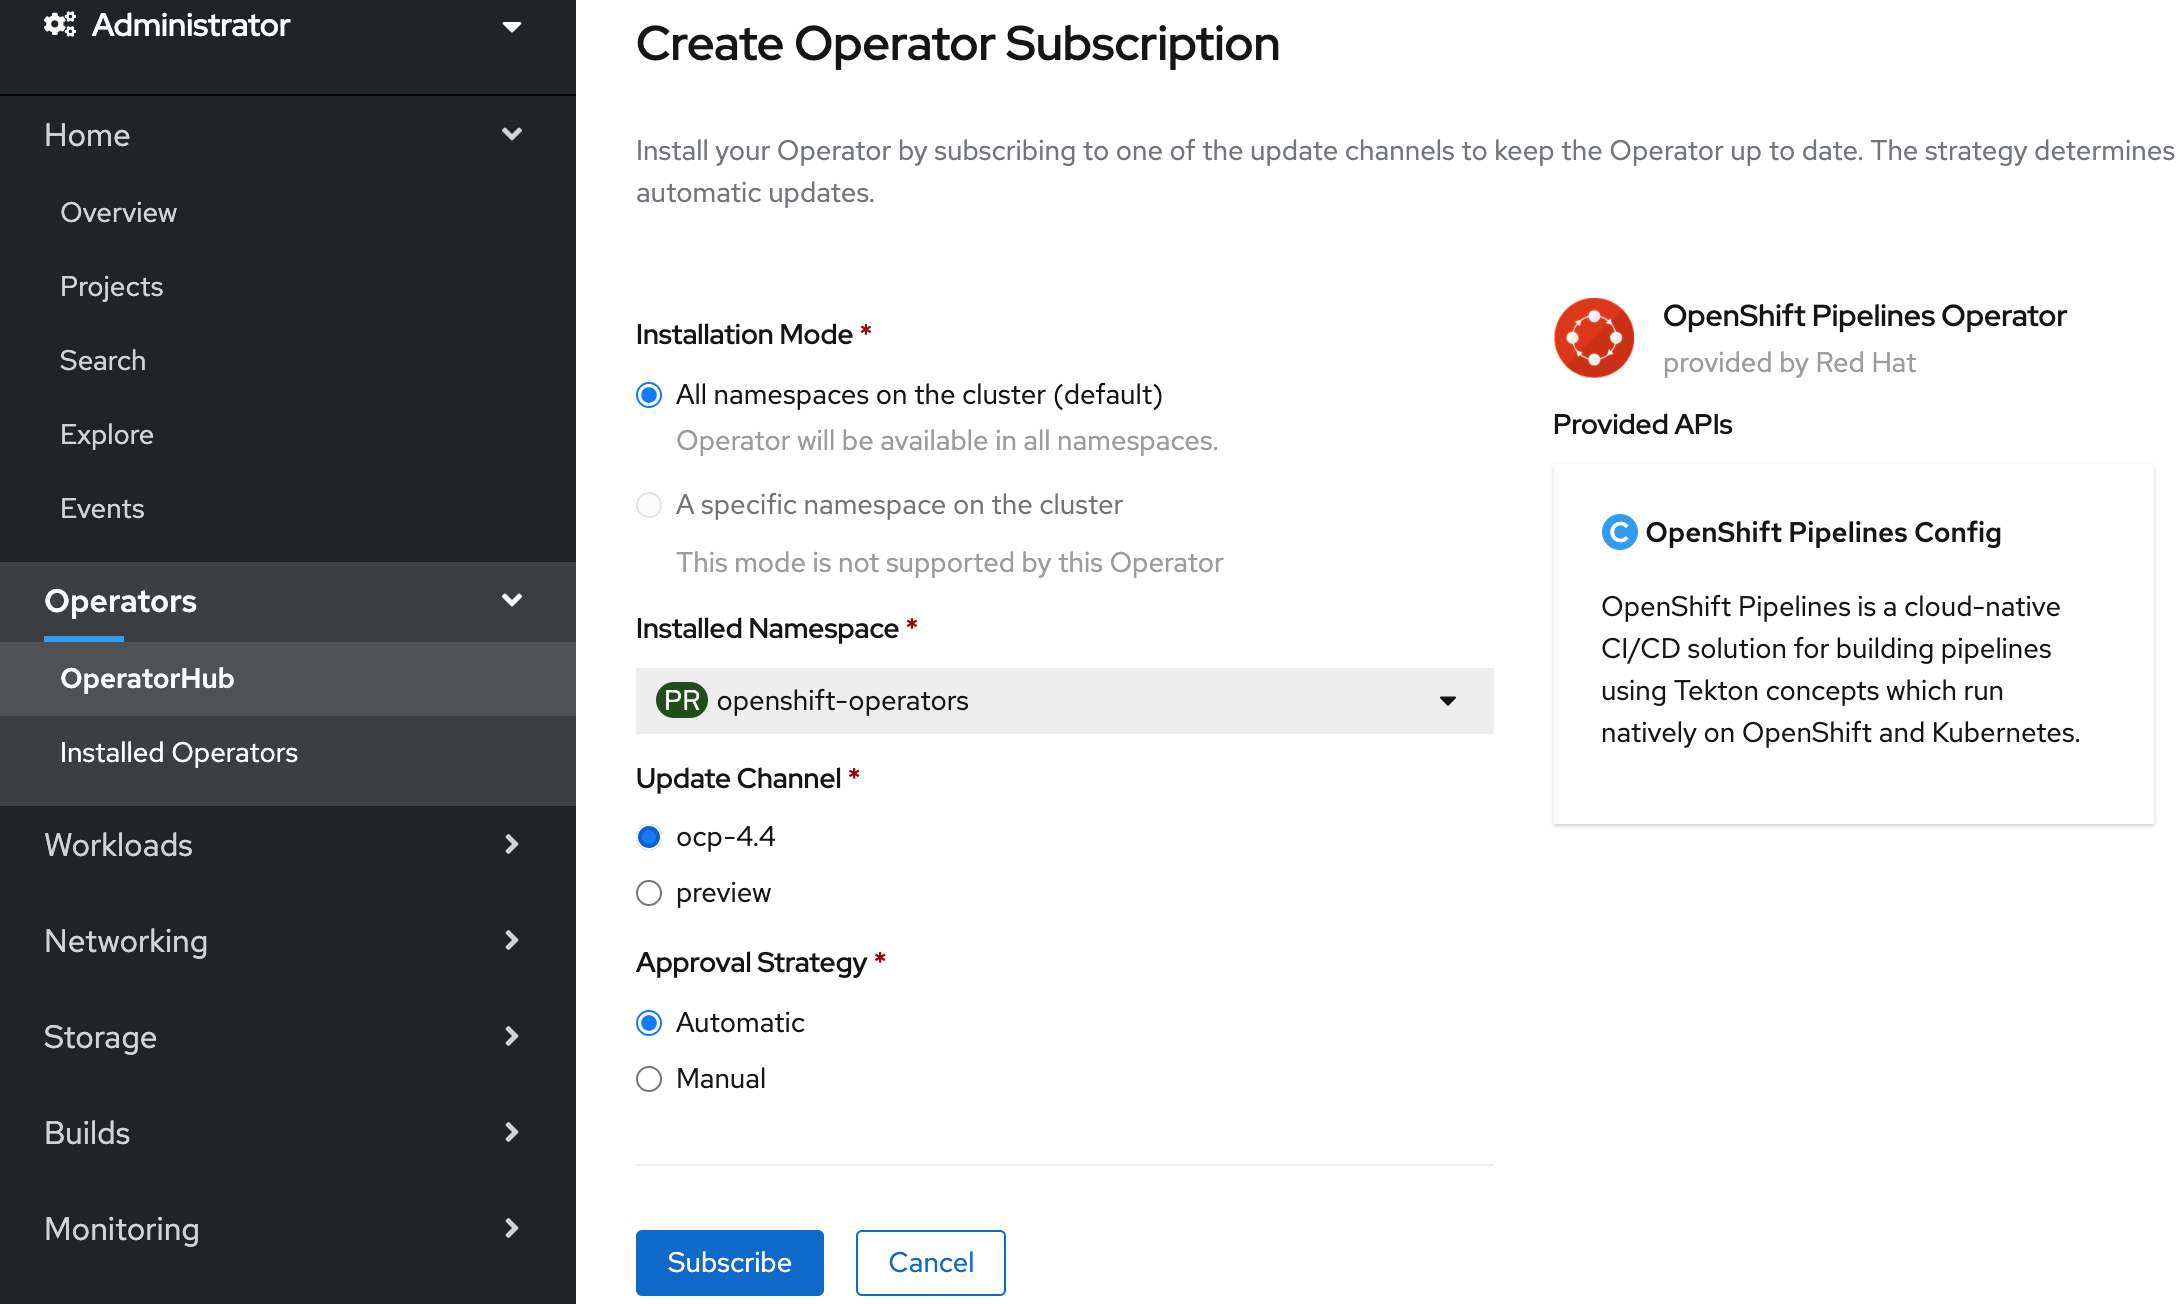 Administrator
Home
Overview
Projects
Search
Explore
Events
Operators
OperatorHub
Installed Operators
Workloads
Networking
Storage
Builds
Monitoring
Create Operator Subscription
Install your Operator by subscribing to one of the update channels to keep the Operator up to date. The strategy determines
automatic updates.
Installation Mode *
All namespaces on the cluster (default)
Operator will be available in all namespaces.
A specific namespace on the cluster
This mode is not supported by this Operator
Installed Namespace *
PR openshift-operators
Update Channel *
ocp-4.4
preview
Approval Strategy *
Automatic
Manual
Subscribe
Cancel
OpenShift Pipelines Operator
provided by Red Hat
Provided APIs
C OpenShift Pipelines Config
OpenShift Pipelines is a cloud-native
CI/CD solution for building pipelines
using Tekton concepts which run
natively on OpenShift and Kubernetes.